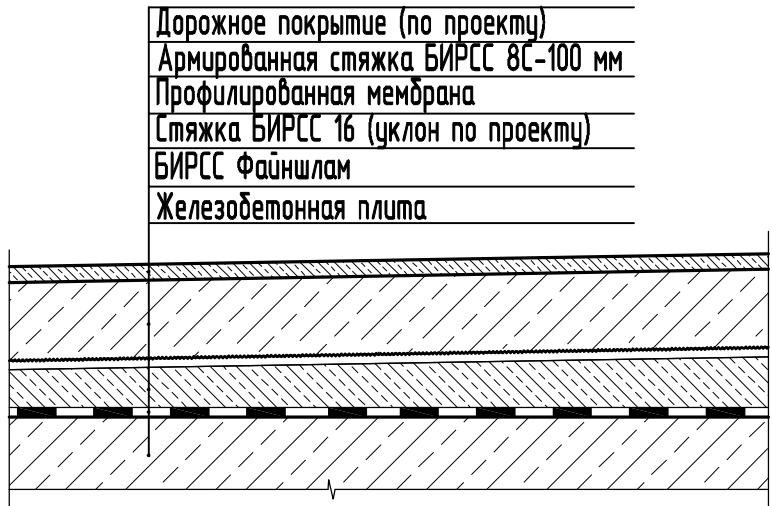 Дорожное покрытие (по проекту)
Армированная стяжка БИРСС 8С-100 мм
Профилированная мембрана
Стяжка БИРСС 16 (уклон по проекту)
БИРСС Файншлам
Железобетонная плита